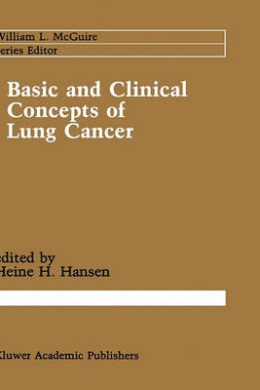 William L. McGuire
Series Editor
Basic and Clinical
Concepts of
Lung Cancer
edited by
Heine H. Hansen
Kluwer Academic Publishers